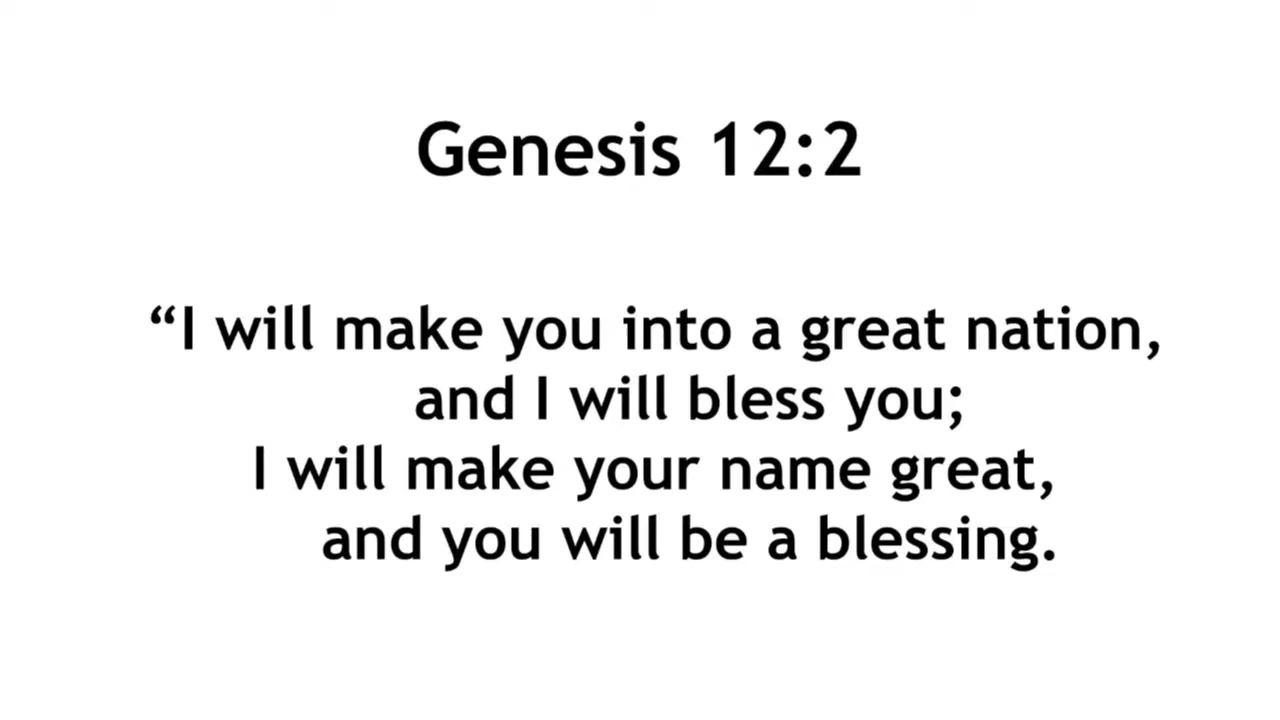 Genesis 12:2
“I will make you into a great nation,
and I will bless you;
I will make your name great,
and you will be a blessing.